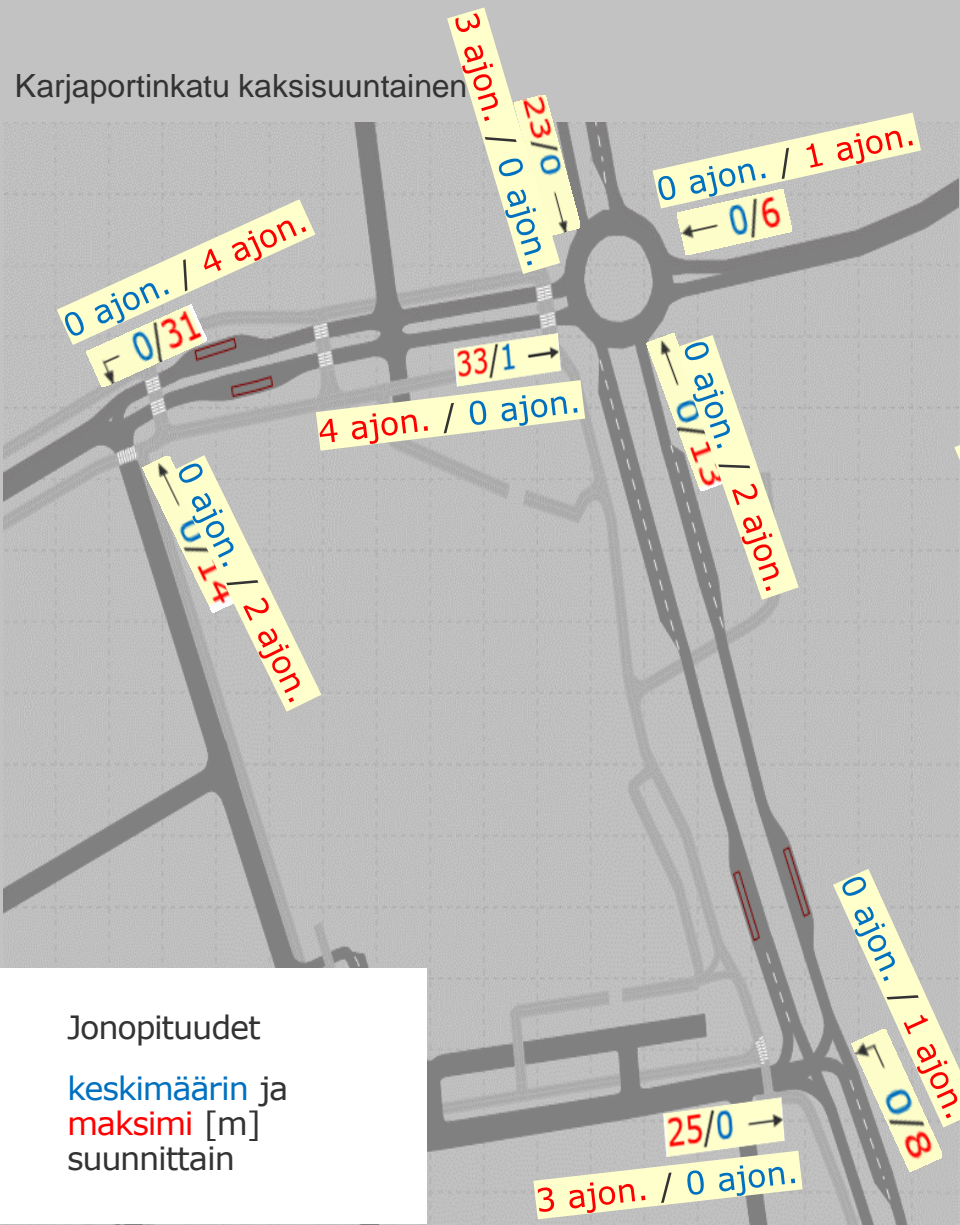 Karjaportinkatu kaksisuuntainen
3 ajon. / 0 ajon.
23/0
0 ajon. / 1 ajon.
0/6
0 ajon. / 4 ajon.
0/31
33/1
4 ajon. / 0 ajon.
0 ajon. / 2 ajon.
0/13
0 ajon. / 2 ajon.
0/14
0 ajon. / 1 ajon.
0/8
25/0
3 ajon. / 0 ajon.
Jonopituudet
keskimäärin ja
maksimi [m]
suunnittain